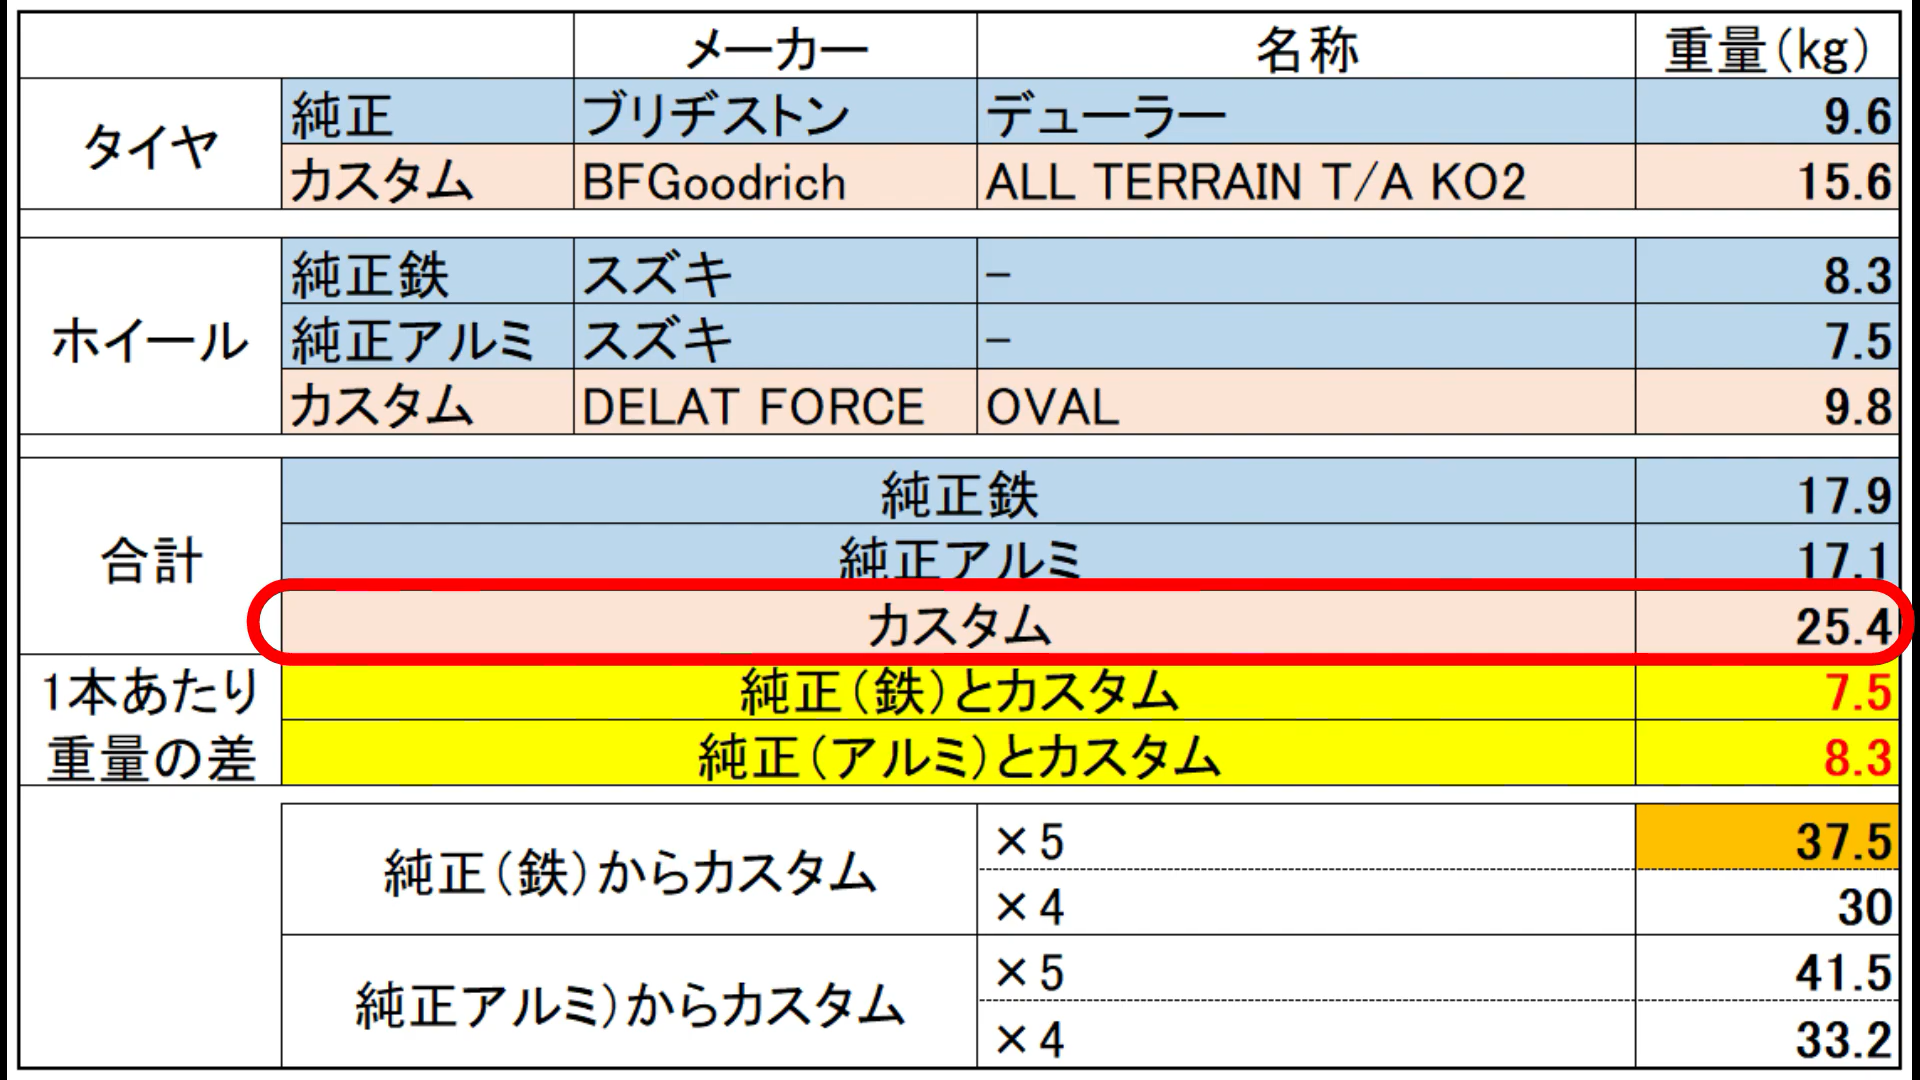 メーカー 名称 重量(kg)
タイヤ 純正 ブリヂストン デューラー 9.6
カスタム BFGoodrich ALL TERRAIN T/A KO2 15.6
ホイール 純正鉄 スズキ - 8.3
純正アルミ スズキ - 7.5
カスタム DELAT FORCE OVAL 9.8
合計 純正鉄 17.9
純正アルミ 17.1
カスタム 25.4
1本あたり 純正(鉄)とカスタム 7.5
重量の差 純正(アルミ)とカスタム 8.3
純正(鉄)からカスタム ×5 37.5
×4 30
純正アルミ)からカスタム ×5 41.5
×4 33.2